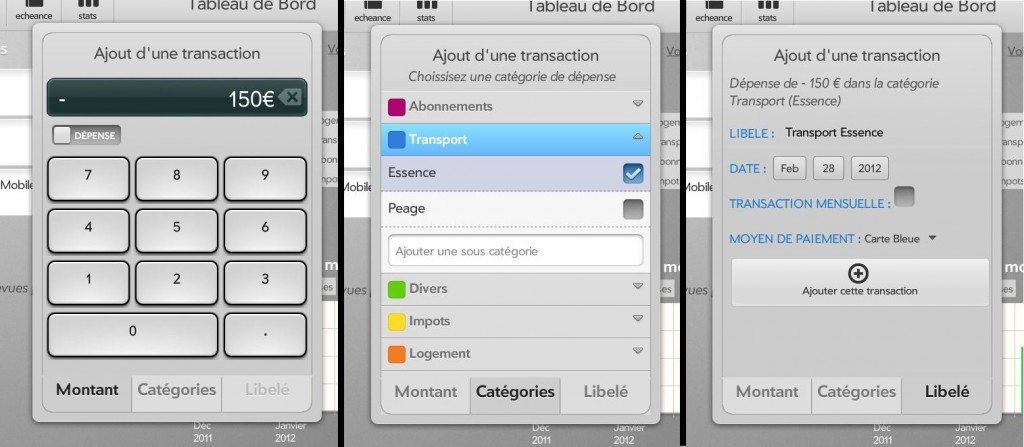 echeance
stats
Tableau de Bord
Ajout d'une transaction
- 150€
DÉPENSE
7
8
9
4
5
6
1
2
3
0
.
Montant
Catégories
Libelé
Mobile
Déc
2011
Janvier
2012
echeance
stats
Tableau de Bord
Ajout d'une transaction
Choissisez une catégorie de dépense
Abonnements
Transport
Essence
Peage
Ajouter une sous catégorie
Divers
Impots
Logement
Montant
Catégories
Libelé
Déc
2011
Janvier
2012
echeance
stats
Tableau de Bord
Ajout d'une transaction
Dépense de - 150 € dans la catégorie
Transport (Essence)
LIBELE : Transport Essence
DATE : Feb 28 2012
TRANSACTION MENSUELLE :
MOYEN DE PAIEMENT : Carte Bleue
Ajouter cette transaction
Montant
Catégories
Libelé
Déc
2011
Janvier
2012